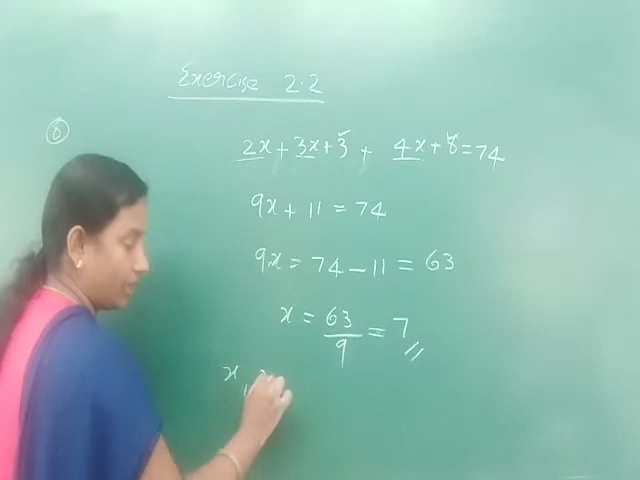 Exercise 2.2
8
2x + 3x + 3 + 4x + 8 = 74
9x + 11 = 74
9x = 74 - 11 = 63
x = 63/9 = 7
x